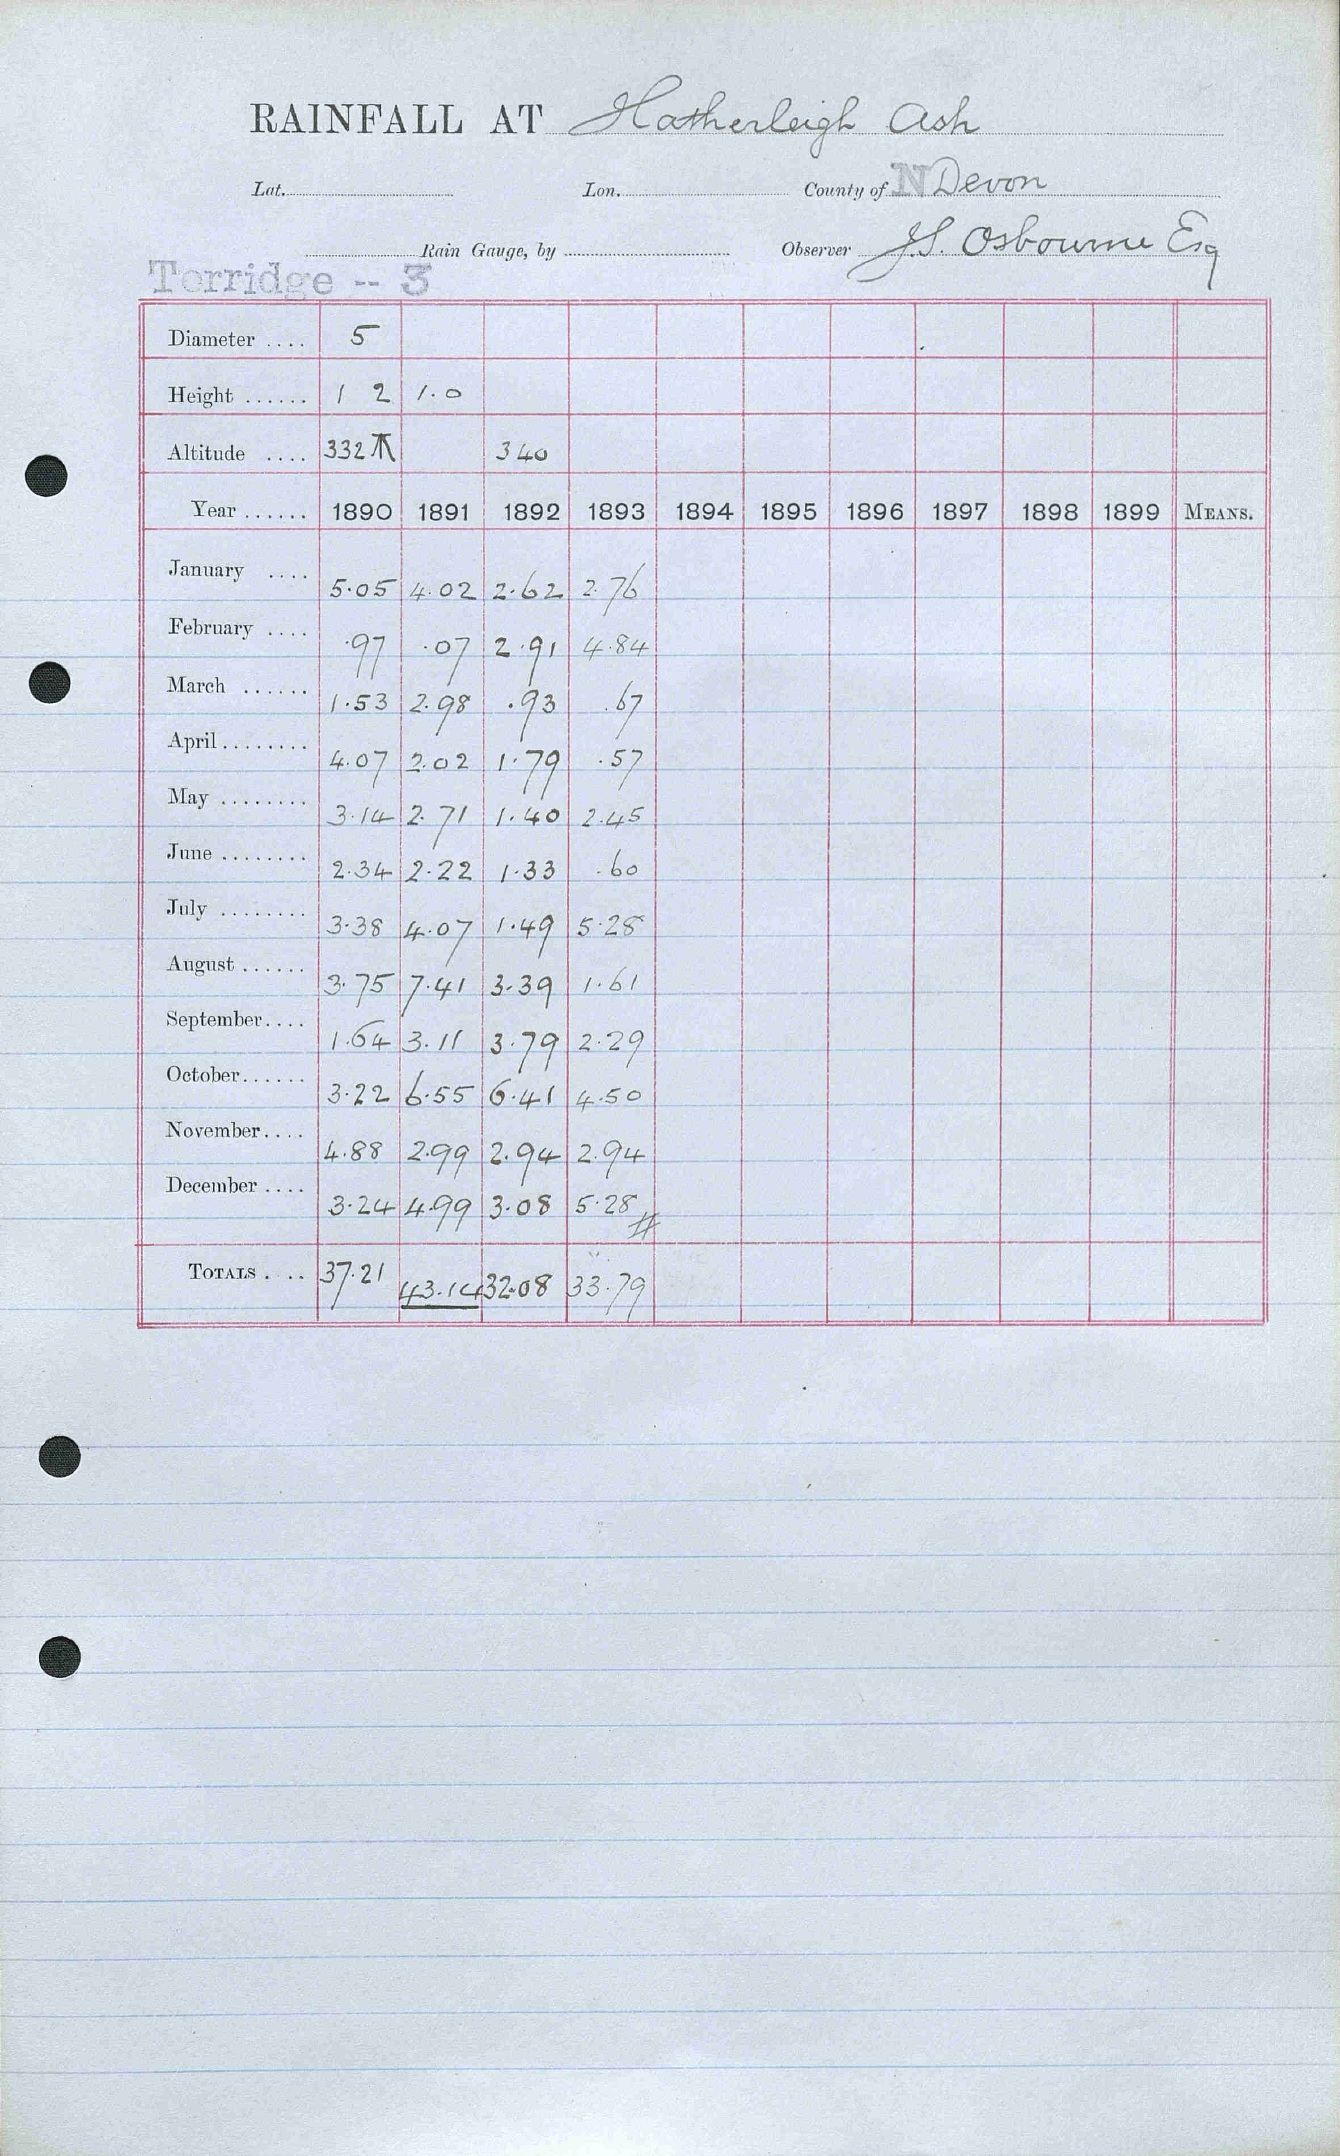 RAINFALL AT Hatherleigh Ash
Lat. Lon. County of N Devon
Rain Gauge, by Observer J.S. Osbourne Esq
Torridge -- 3
Diameter .... 5
Height ...... 1 2 1.0
Altitude .... 332 340
Year ...... 1890 1891 1892 1893 1894 1895 1896 1897 1898 1899 MEANS.
January .... 5.05 4.02 2.62 2.76
February .... .97 .07 2.91 4.84
March ...... 1.53 2.98 .93 .67
April ........ 4.07 2.02 1.79 .57
May ........ 3.14 2.71 1.40 2.45
June ........ 2.34 2.22 1.33 .60
July ........ 3.38 4.07 1.49 5.28
August ...... 3.75 7.41 3.39 1.61
September.... 1.64 3.11 3.79 2.29
October...... 3.22 6.55 6.41 4.50
November.... 4.88 2.99 2.94 2.94
December .... 3.24 4.99 3.08 5.28 #
TOTALS .... 37.21 43.14 32.08 33.79